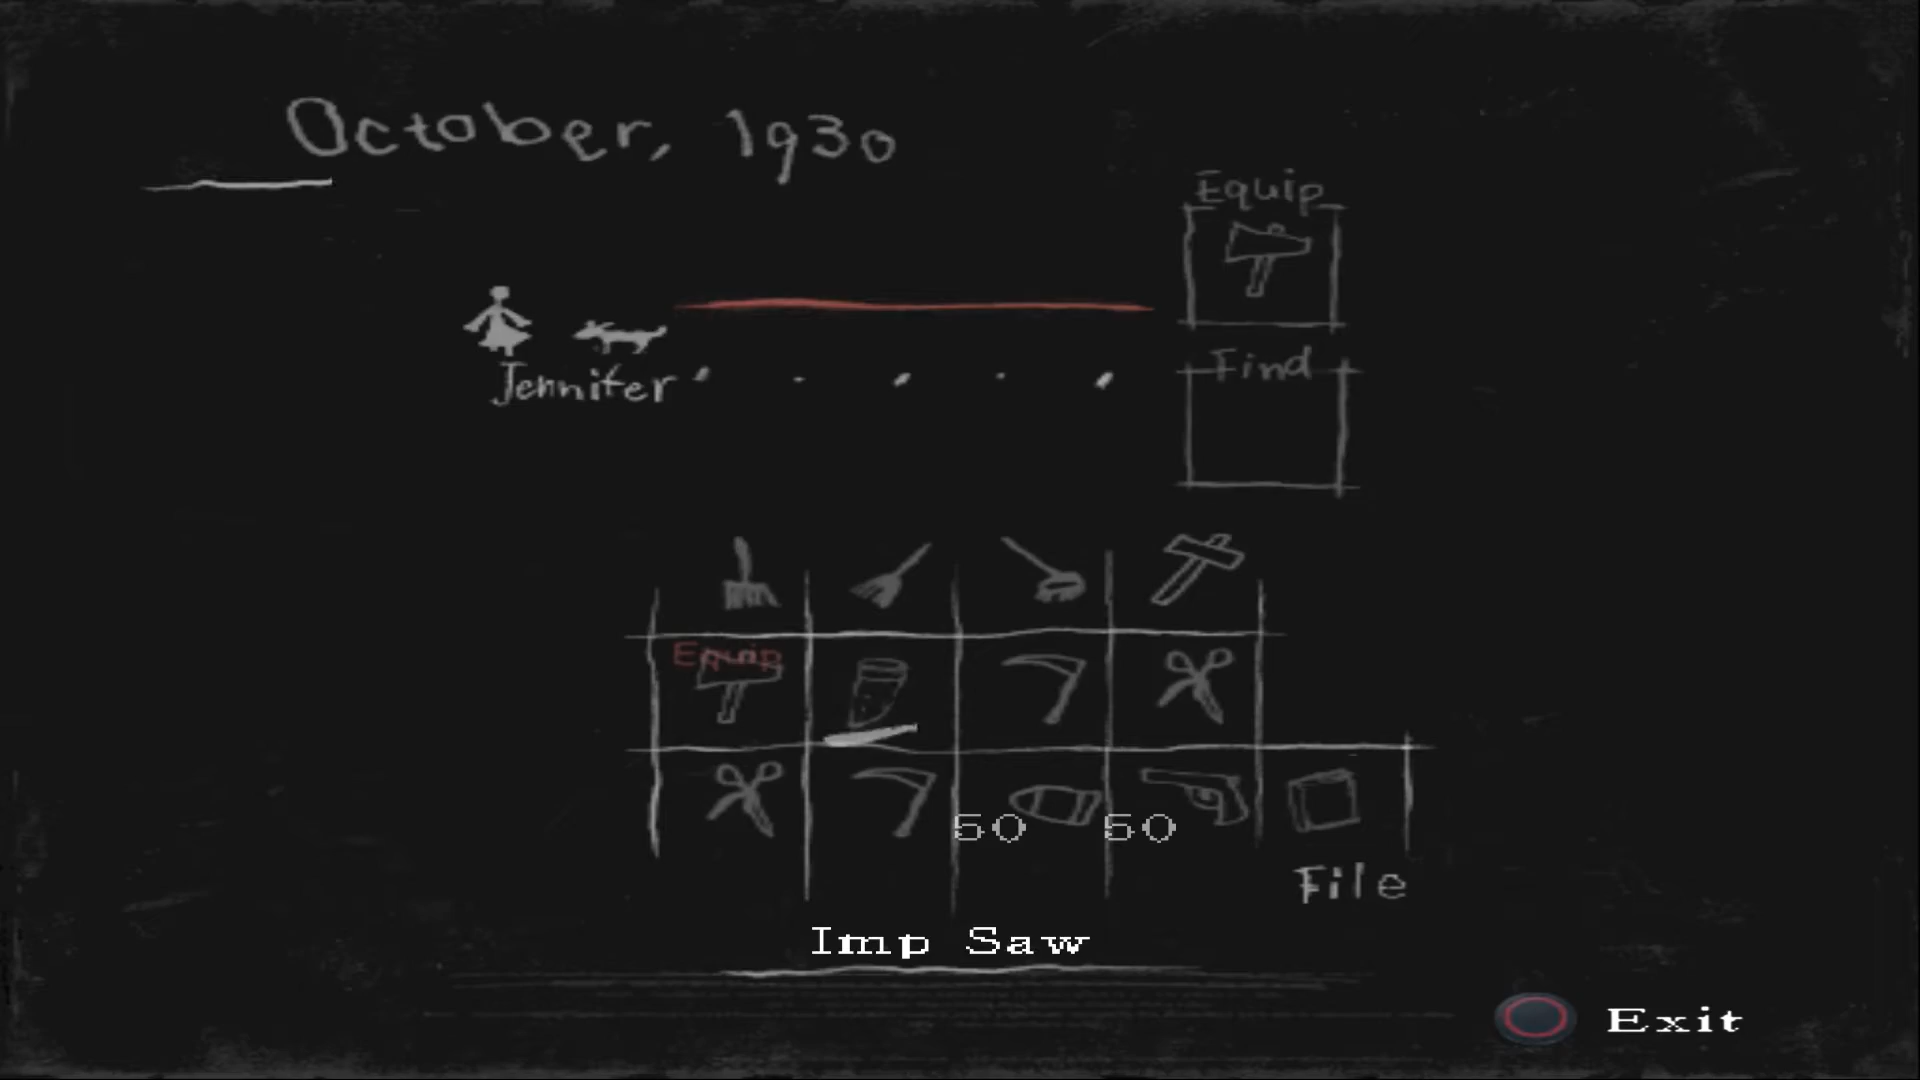 October, 1930
Equip
Find
Jennifer
Equip
50 50
File
Imp Saw
Exit